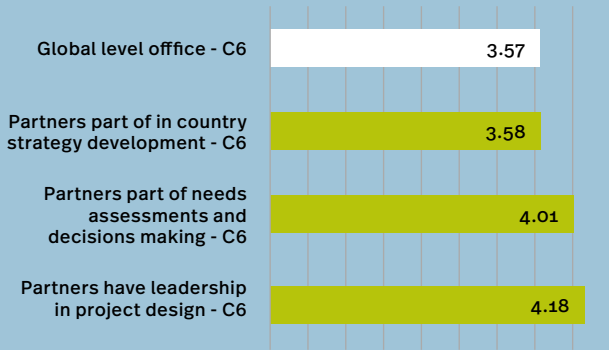 Global level office - C6
3.57
Partners part of in country
strategy development - C6
3.58
Partners part of needs
assessments and
decisions making - C6
4.01
Partners have leadership
in project design - C6
4.18